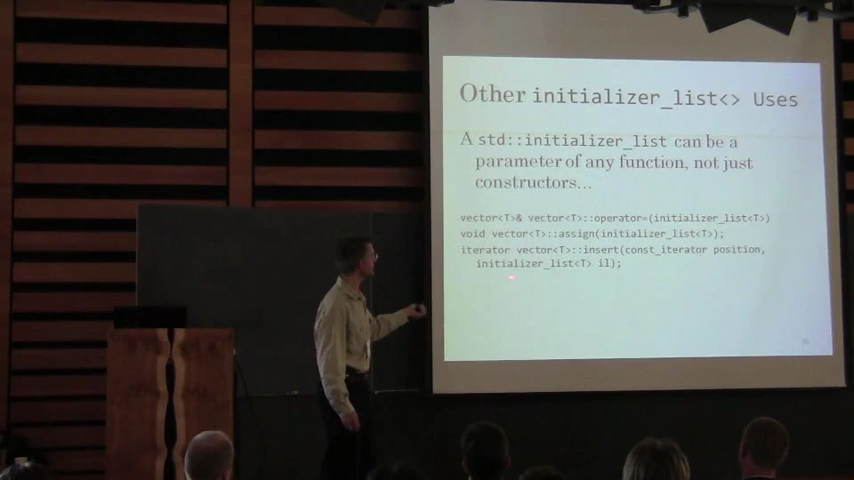 Other initializer_list<> Uses
A std::initializer_list can be a
parameter of any function, not just
constructors...
vector<T>& vector<T>::operator=(initializer_list<T>)
void vector<T>::assign(initializer_list<T>);
iterator vector<T>::insert(const_iterator position,
initializer_list<T> il);